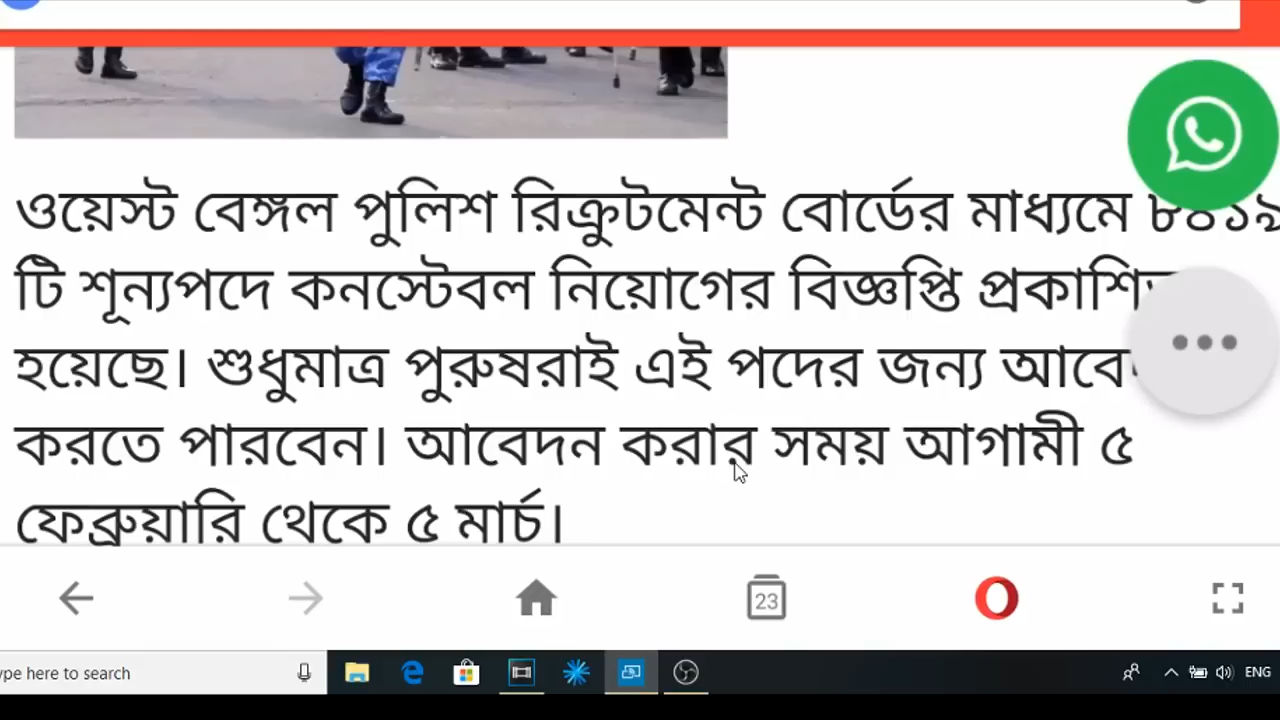 ওয়েস্ট বেঙ্গল পুলিশ রিক্রুটমেন্ট বোর্ডের মাধ্যমে ৮৪১৯
টি শূন্যপদে কনস্টেবল নিয়োগের বিজ্ঞপ্তি
হয়েছে। শুধুমাত্র পুরুষরাই এই পদের জন্য
করতে পারবেন। আবেদন করার সময় আগামী ৫
ফেব্রুয়ারি থেকে ৫ মার্চ।
23
ype here to search
ENG